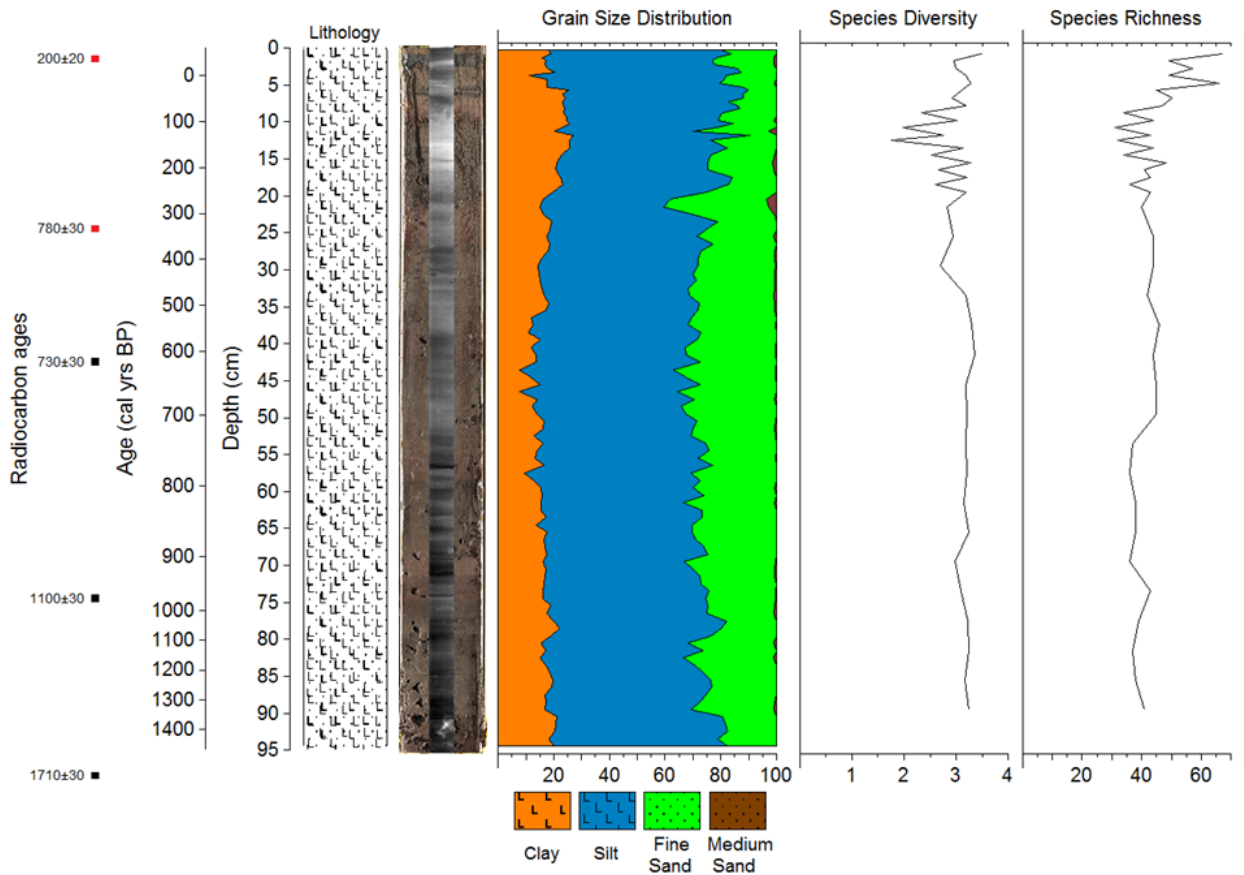 Grain Size Distribution
Species Diversity
Species Richness
Lithology
Radiocarbon ages
200±20
780±30
730±30
1100±30
1710±30
Age (cal yrs BP)
0
100
200
300
400
500
600
700
800
900
1000
1100
1200
1300
1400
Depth (cm)
0
5
10
15
20
25
30
35
40
45
50
55
60
65
70
75
80
85
90
95
20 40 60 80 100
1 2 3 4
20 40 60
Clay
Silt
Fine Sand
Medium Sand